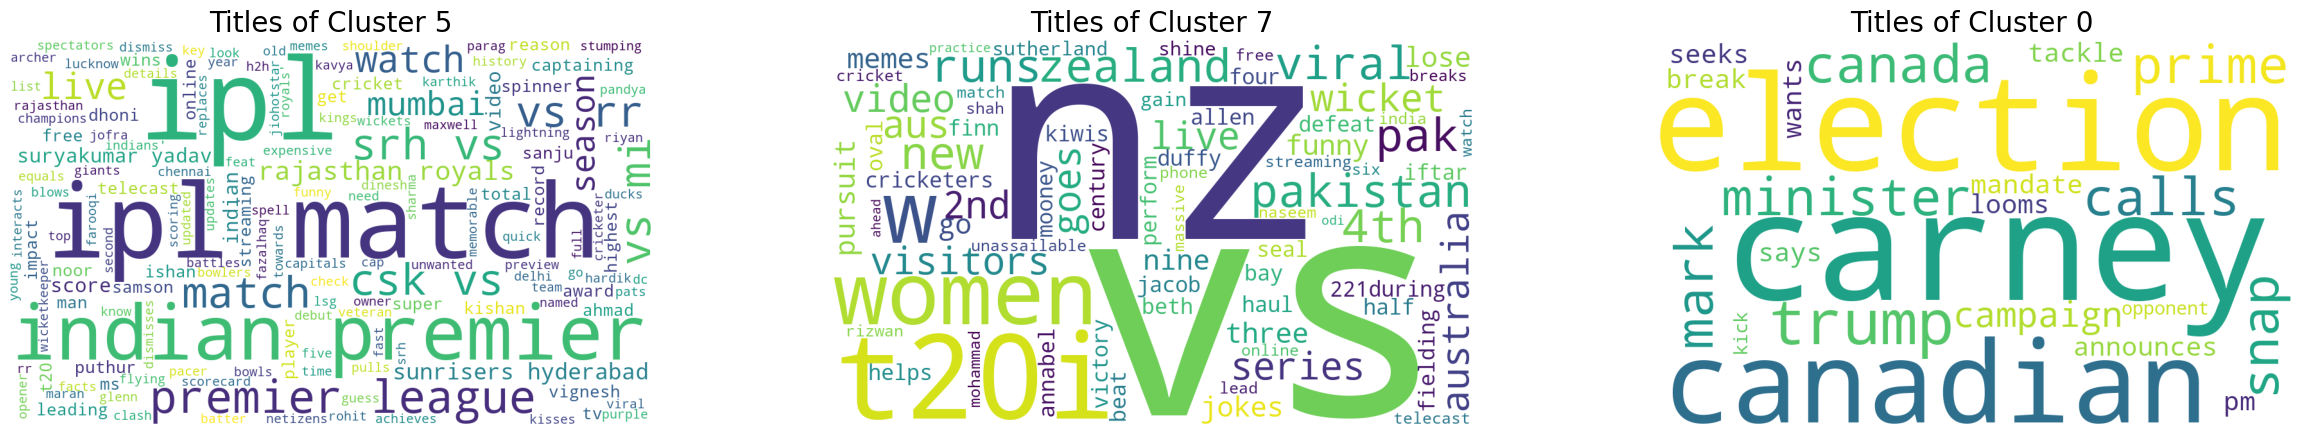 Titles of Cluster 5
spectators dismiss key look old memes shoulder parag reason stumping
archer lucknow wins year h2h kavya watch history captaining
list details online cricket karthik spinner pandya
live ipl get jiohotstar royals' video season
rajasthan replaces mumbai vs rr
champions dhoni kings wickets
free jofra maxwell lightning riyan
indians' expensive srh vs sanju
suryakumar yadav feat
equals giants chennai rajasthan royals
blows telecast indian streaming funny dinesh total record ducks
interacts farooqi scoring updated updates spell need sharma memorable highest vs mi
ipl match
top second battles fazalhaq towards quick full cricketer
young impact noor ishan bowlers capitals cap unwanted preview go hardik dc
wicketkeeper score samson check csk vs delhi team award pats
man match lsg owner super named
know debut veteran kishan ahmad
indian premier
dismisses player
rr t20 puthur five fast srh
opener facts ms flying pacer bowls time pulls sunrisers hyderabad
maran glenn scorecard guess vignesh
leading clash premier league tv viral purple
batter netizens rohit achieves kisses
Titles of Cluster 7
practice sutherland shine free
memes runs zealand viral lose
cricket four breaks
video match shah gain allen wicket
aus finn nz kiwis live defeat india pak watch
oval new mooney goes century duffy funny
pursuit streaming six
cricketers perform phone iftar
w 2nd pakistan
ahead go massive naseem odi 4th
unassailable seal australia
visitors nine
women vs bay
jacob 221during
beth haul half
rizwan three
t20i mohammad annabel victory online fielding
helps beat series
lead
jokes telecast
Titles of Cluster 0
seeks wants canada tackle prime
break
election
minister mandate calls
looms
carney
mark says snap
trump campaign opponent
kick announces
canadian pm